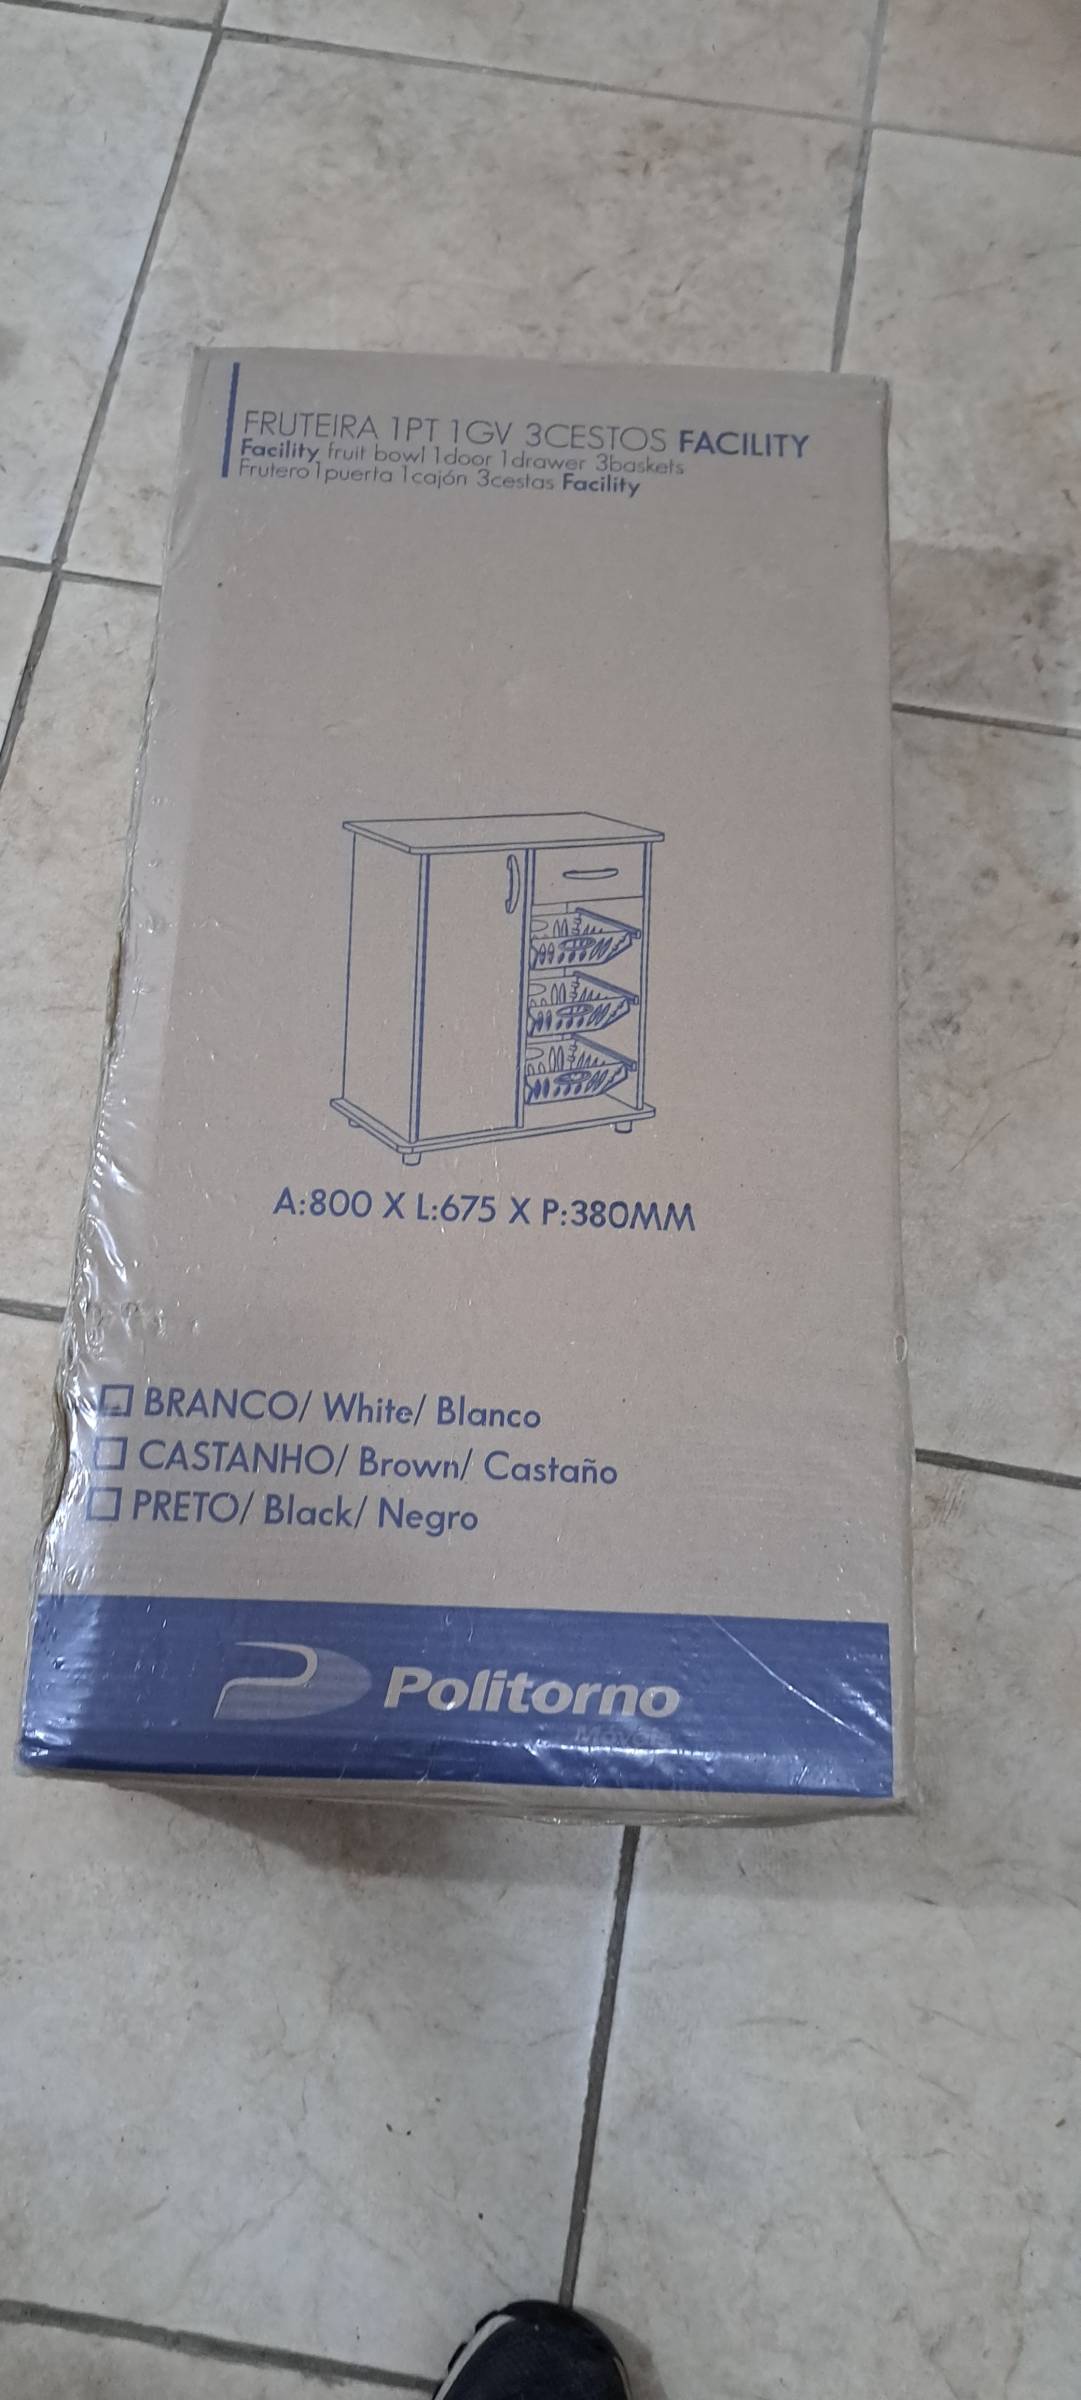 FRUTEIRA 1PT 1GV 3CESTOS FACILITY
Facility fruit bowl 1door 1drawer 3baskets
Frutero 1puerta 1cajón 3cestas Facility
A:800 X L:675 X P:380MM
BRANCO/ White/ Blanco
CASTANHO/ Brown/ Castaño
PRETO/ Black/ Negro
Politorno
Móveis